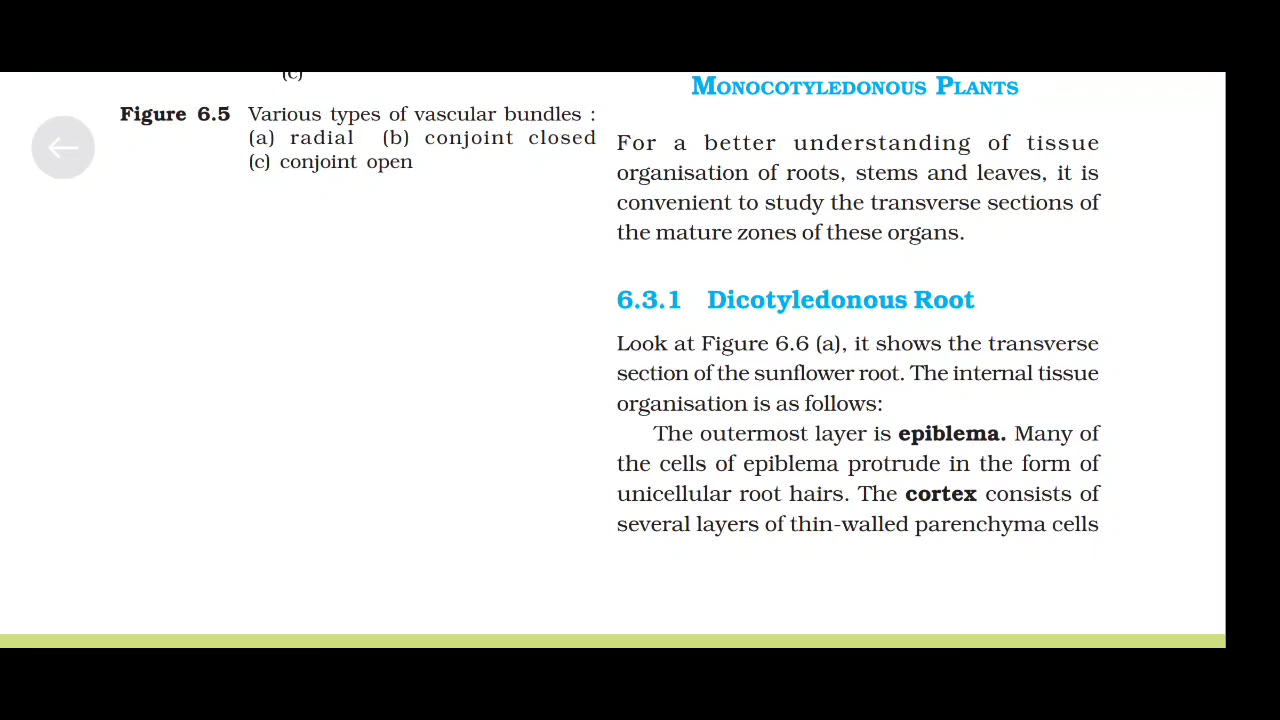 (c)
Figure 6.5 Various types of vascular bundles :
(a) radial (b) conjoint closed
(c) conjoint open
MONOCOTYLEDONOUS PLANTS
For a better understanding of tissue
organisation of roots, stems and leaves, it is
convenient to study the transverse sections of
the mature zones of these organs.
6.3.1 Dicotyledonous Root
Look at Figure 6.6 (a), it shows the transverse
section of the sunflower root. The internal tissue
organisation is as follows:
The outermost layer is epiblema. Many of
the cells of epiblema protrude in the form of
unicellular root hairs. The cortex consists of
several layers of thin-walled parenchyma cells